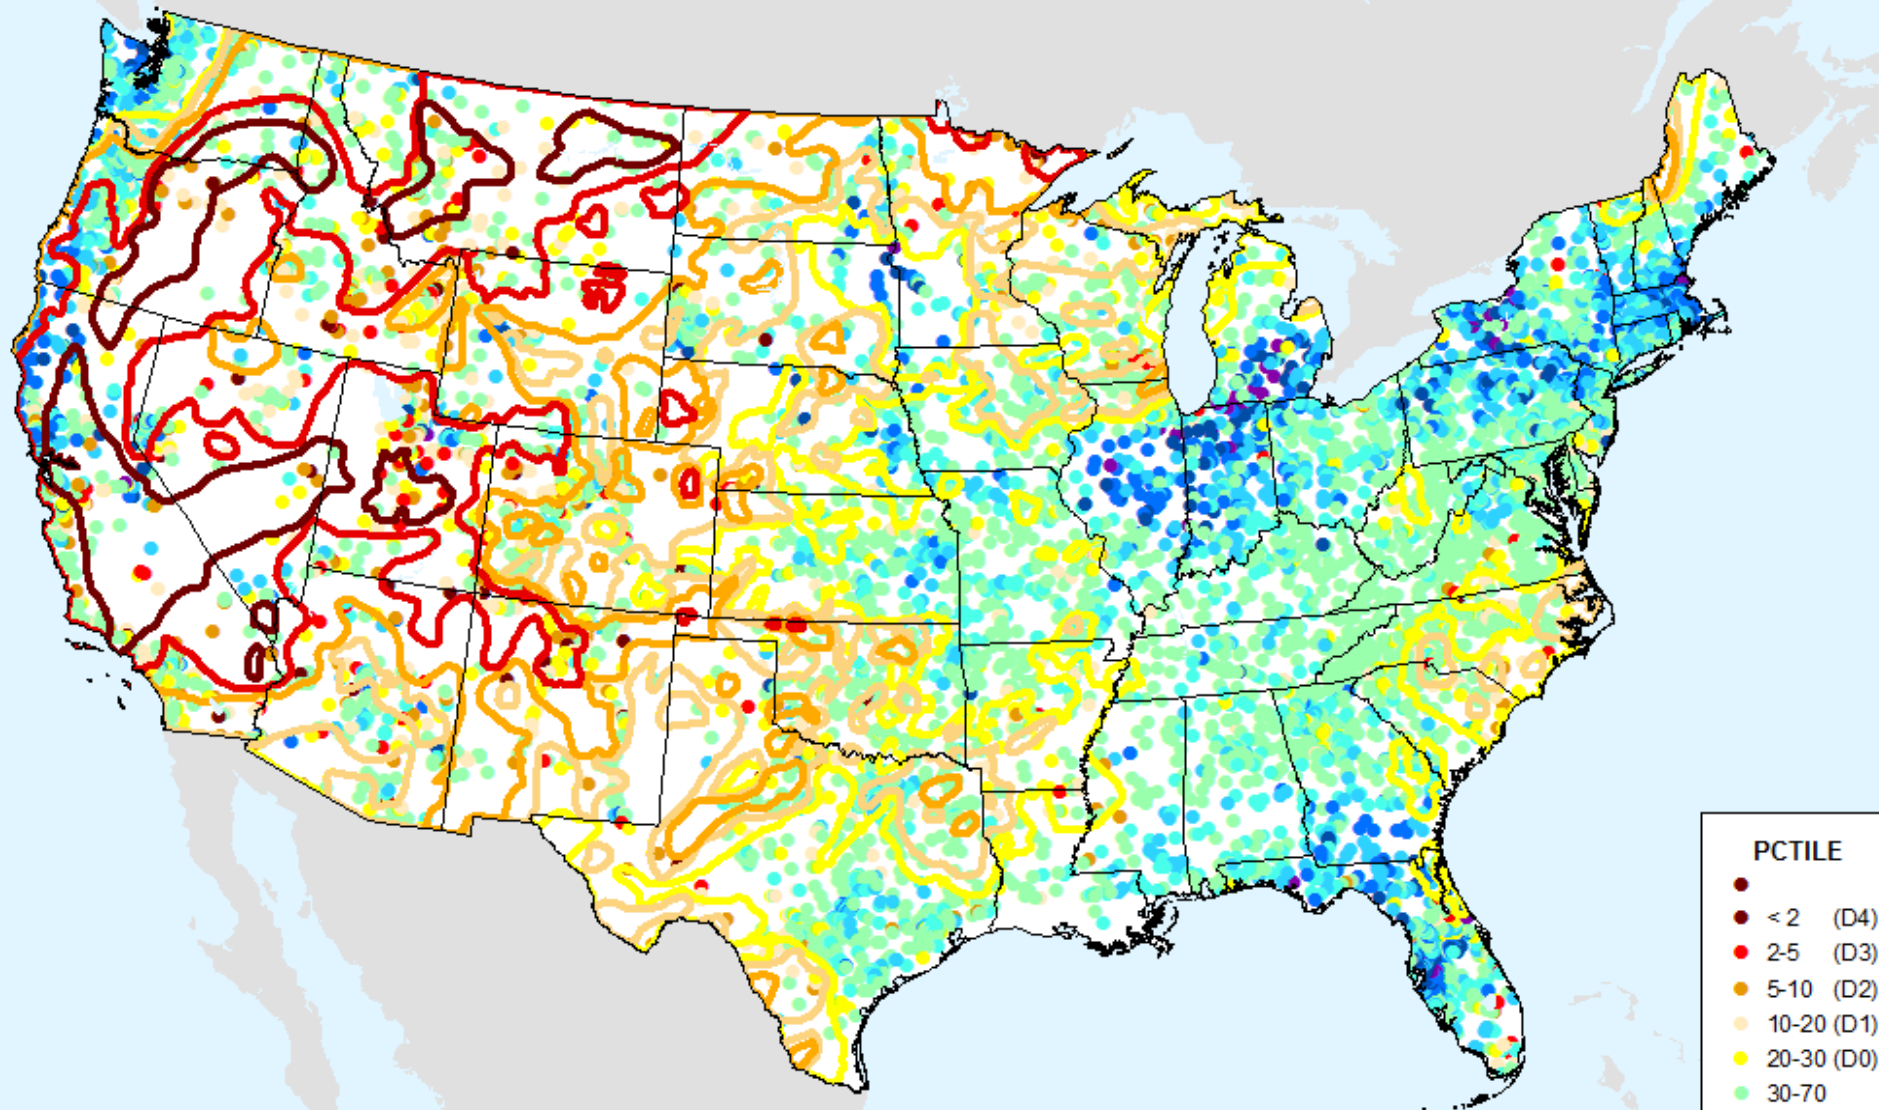 PCTILE
< 2 (D4)
2-5 (D3)
5-10 (D2)
10-20 (D1)
20-30 (D0)
30-70